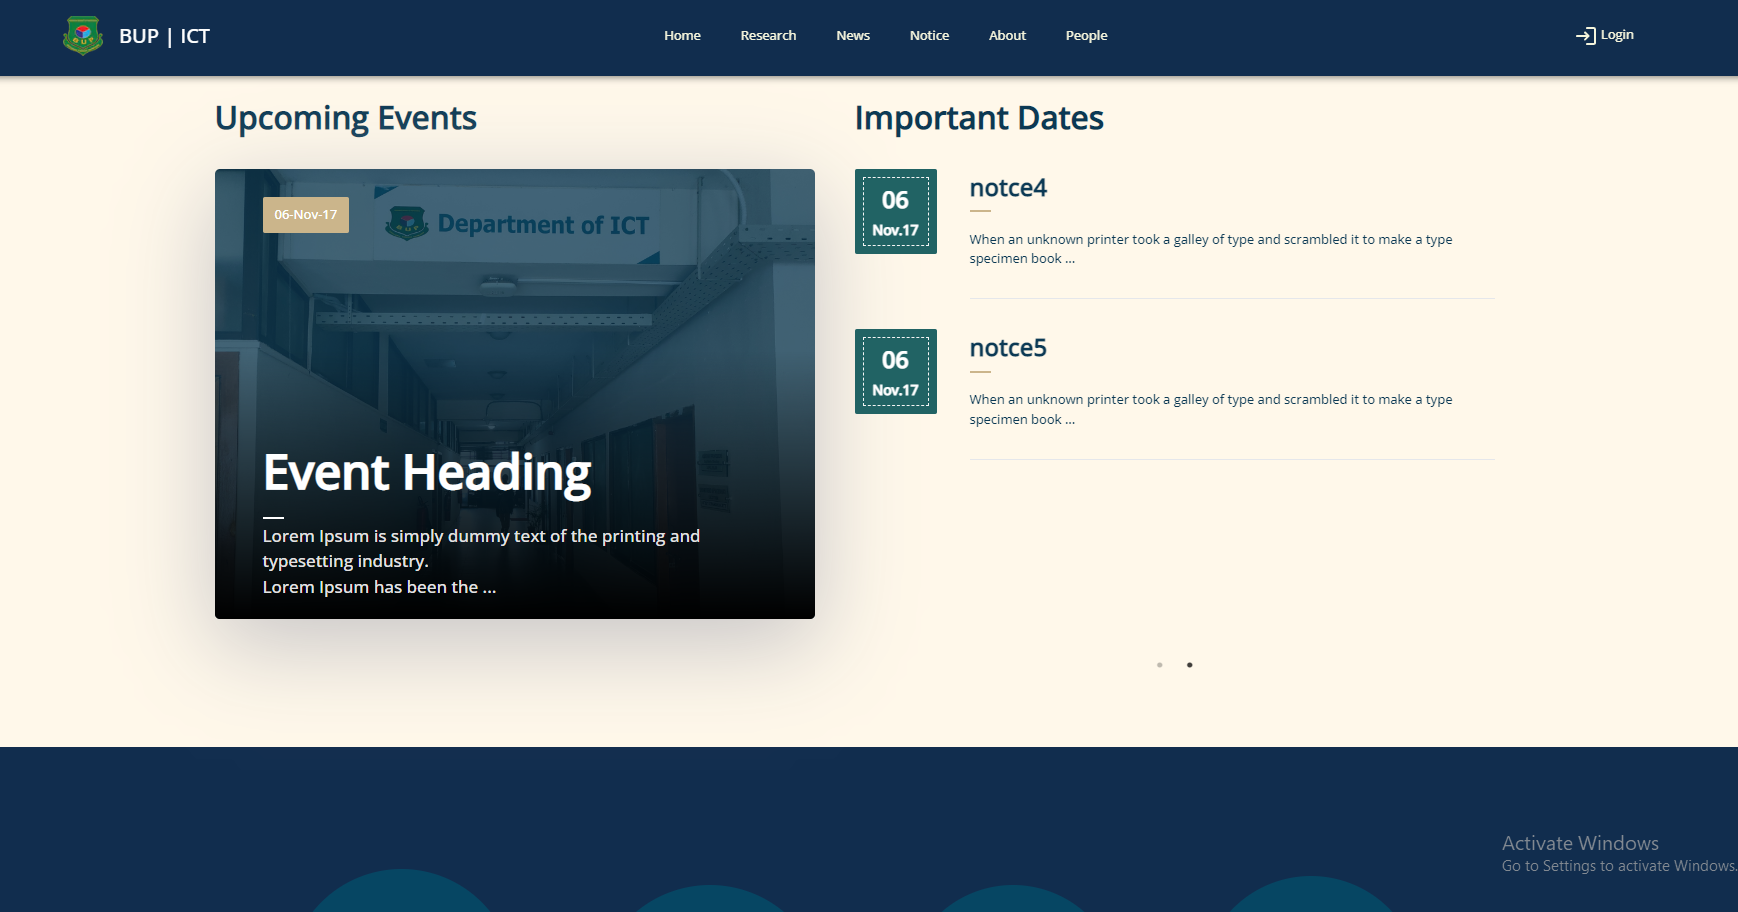 BUP
BUP | ICT
Home
Research
News
Notice
About
People
Login
Upcoming Events
06-Nov-17
BUP
Department of ICT
Event Heading
Lorem Ipsum is simply dummy text of the printing and
typesetting industry.
Lorem Ipsum has been the ...
Important Dates
06
Nov.17
notce4
When an unknown printer took a galley of type and scrambled it to make a type
specimen book ...
06
Nov.17
notce5
When an unknown printer took a galley of type and scrambled it to make a type
specimen book ...
Activate Windows
Go to Settings to activate Windows.